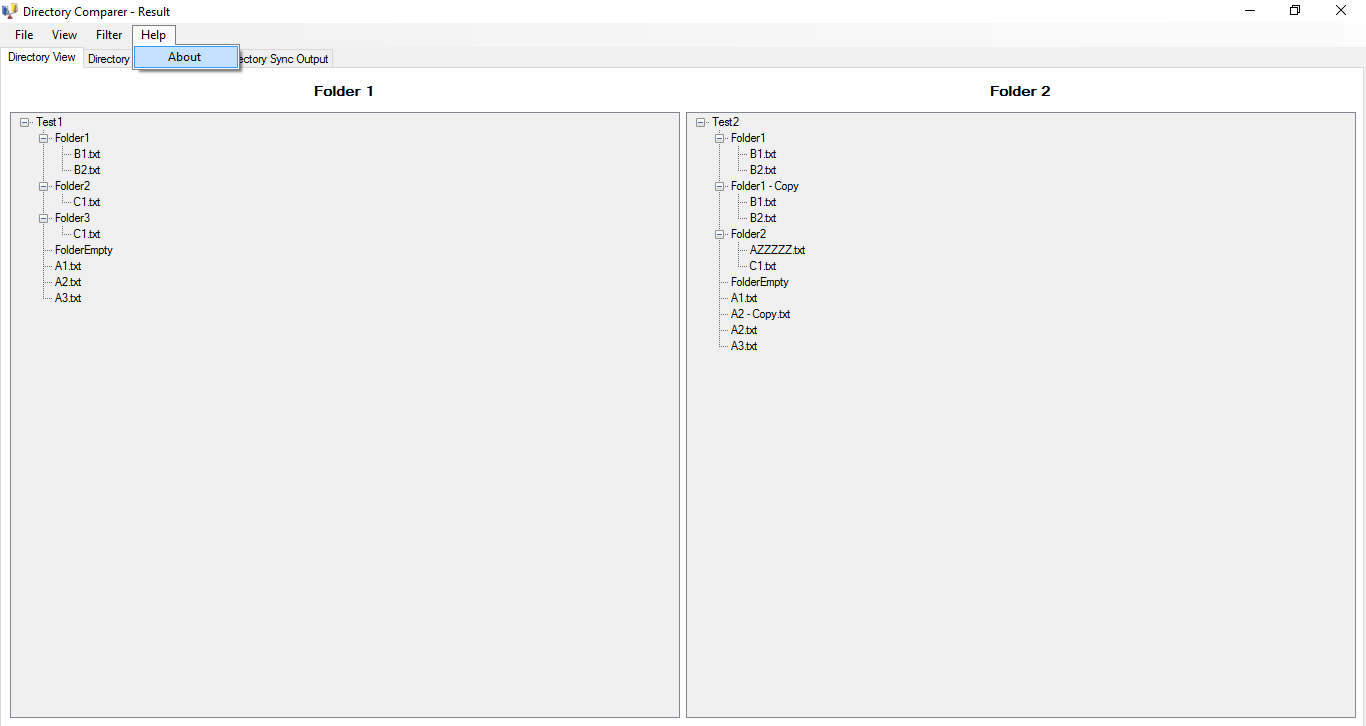 Directory Comparer - Result
File View Filter Help
About
Directory View Directory ectory Sync Output
Folder 1
Test1
Folder1
B1.txt
B2.txt
Folder2
C1.txt
Folder3
C1.txt
FolderEmpty
A1.txt
A2.txt
A3.txt
Folder 2
Test2
Folder1
B1.txt
B2.txt
Folder1 - Copy
B1.txt
B2.txt
Folder2
AZZZZZ.txt
C1.txt
FolderEmpty
A1.txt
A2 - Copy.txt
A2.txt
A3.txt